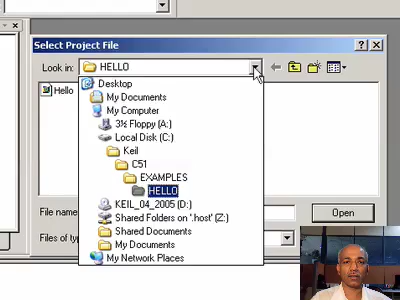 Select Project File
Look in: HELLO
Desktop
My Documents
My Computer
3½ Floppy (A:)
Local Disk (C:)
Keil
C51
EXAMPLES
HELLO
KEIL_04_2005 (D:)
Shared Folders on '.host' (Z:)
Shared Documents
My Documents
My Network Places
Hello
File name
Open
Files of typ